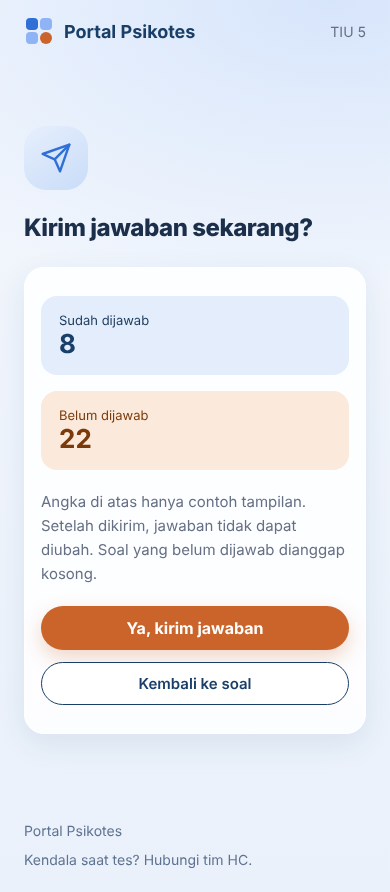 Portal Psikotes
TIU 5
Kirim jawaban sekarang?
Sudah dijawab
8
Belum dijawab
22
Angka di atas hanya contoh tampilan.
Setelah dikirim, jawaban tidak dapat
diubah. Soal yang belum dijawab dianggap
kosong.
Ya, kirim jawaban
Kembali ke soal
Portal Psikotes
Kendala saat tes? Hubungi tim HC.